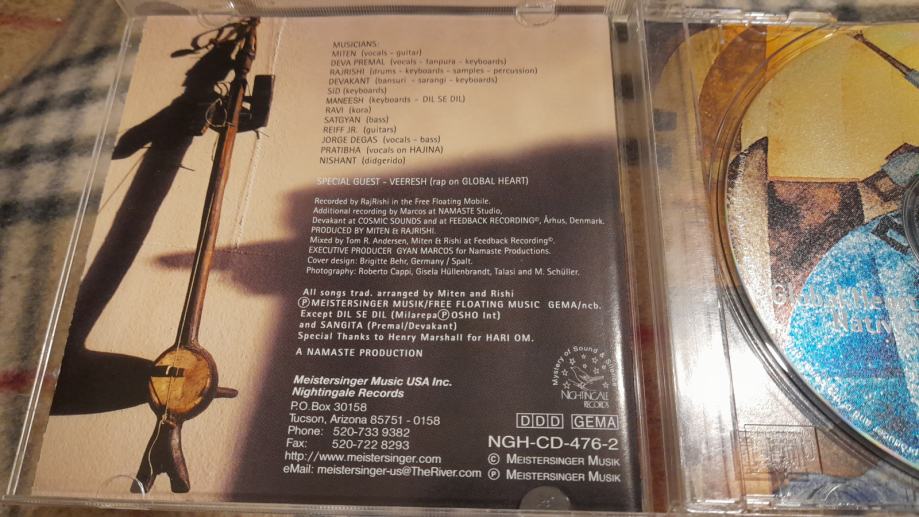 MUSICIANS:
MITEN (vocals - guitar)
DEVA PREMAL (vocals - tanpura - keyboards)
RAJRISHI (drums - keyboards - samples - percussion)
DEVAKANT (bansuri - sarangi - keyboards)
SID (keyboards)
MANEESH (keyboards - DIL SE DIL)
RAVI (kora)
SATGYAN (bass)
REIFF JR. (guitars)
JORGE DEGAS (vocals - bass)
PRATIBHA (vocals on HAJINA)
NISHANT (didgerido)
SPECIAL GUEST - VEERESH (rap on GLOBAL HEART)
Recorded by RajRishi in the Free Floating Mobile.
Additional recording by Marcos at NAMASTE Studio,
Devakant at COSMIC SOUNDS and at FEEDBACK RECORDING©, Århus, Denmark.
PRODUCED BY MITEN & RAJRISHI.
Mixed by Tom R. Andersen, Miten & Rishi at Feedback Recording©.
EXECUTIVE PRODUCER GYAN MARCOS for Namaste Productions.
Cover design: Brigitte Behr, Germany / Spalt.
Photography: Roberto Cappi, Gisela Hüllenbrandt, Talasi and M. Schüller.
All songs trad. arranged by Miten and Rishi
ⓅMEISTERSINGER MUSIK/FREE FLOATING MUSIC GEMA/ncb.
Except DIL SE DIL (MilarepaⓅOSHO Int)
and SANGITA (Premal/Devakant)
Special Thanks to Henry Marshall for HARI OM.
A NAMASTE PRODUCTION
Mystery of Sound & Silence
NIGHTINGALE
RECORDS
Meistersinger Music USA Inc.
Nightingale Records
P.O.Box 30158
Tucson, Arizona 85751 - 0158
Phone: 520-733 9382
Fax: 520-722 8293
http://www.meistersinger.com
eMail: meistersinger-us@TheRiver.com
DDD GEMA
NGH-CD-476-2
© MEISTERSINGER MUSIK
Ⓟ MEISTERSINGER MUSIK